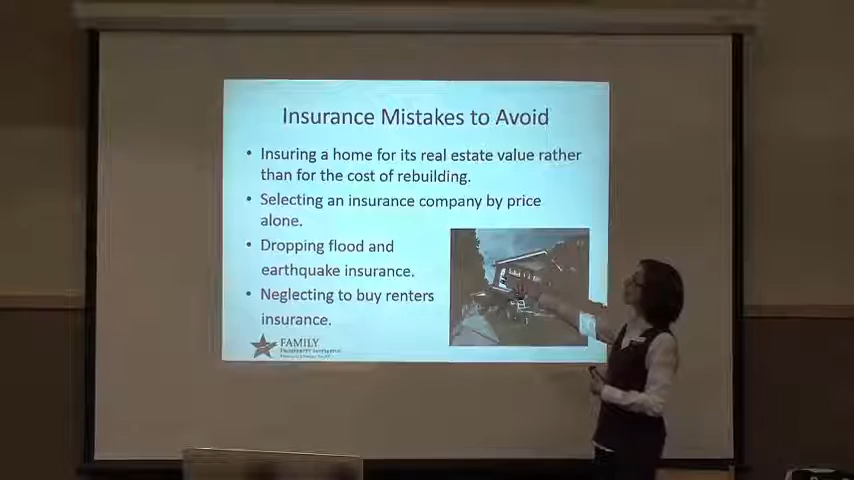 Insurance Mistakes to Avoid
• Insuring a home for its real estate value rather
than for the cost of rebuilding.
• Selecting an insurance company by price
alone.
• Dropping flood and
earthquake insurance.
• Neglecting to buy renters
insurance.
FAMILY